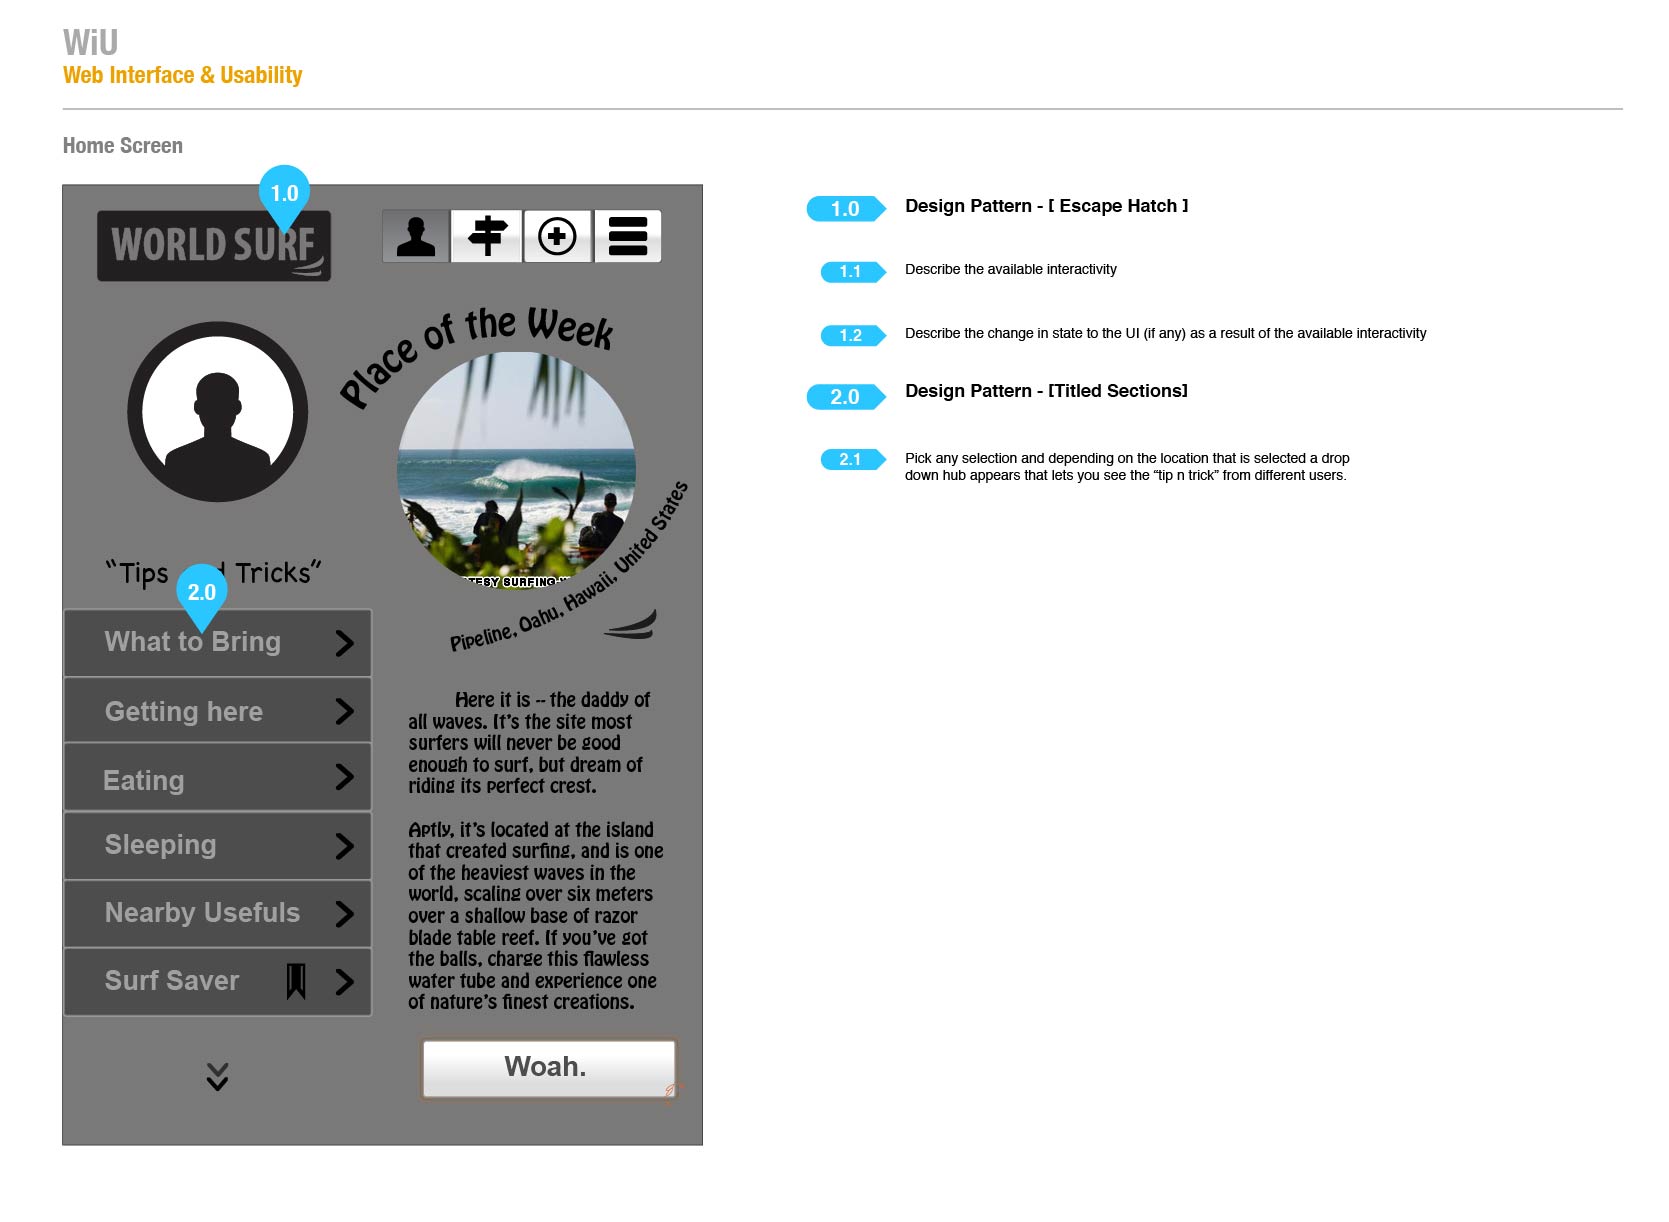 WiU
Web Interface & Usability
Home Screen
1.0
WORLD SURF
Place of the Week
Pipeline, Oahu, Hawaii, United States
"Tips Tricks"
2.0
What to Bring
Getting here
Eating
Sleeping
Nearby Usefuls
Surf Saver
Here it is -- the daddy of
all waves. It's the site most
surfers will never be good
enough to surf, but dream of
riding its perfect crest.
Aptly, it's located at the island
that created surfing, and is one
of the heaviest waves in the
world, scaling over six meters
over a shallow base of razor
blade table reef. If you've got
the balls, charge this flawless
water tube and experience one
of nature's finest creations.
Woah.
1.0 Design Pattern - [ Escape Hatch ]
1.1 Describe the available interactivity
1.2 Describe the change in state to the UI (if any) as a result of the available interactivity
2.0 Design Pattern - [Titled Sections]
2.1 Pick any selection and depending on the location that is selected a drop
down hub appears that lets you see the “tip n trick” from different users.